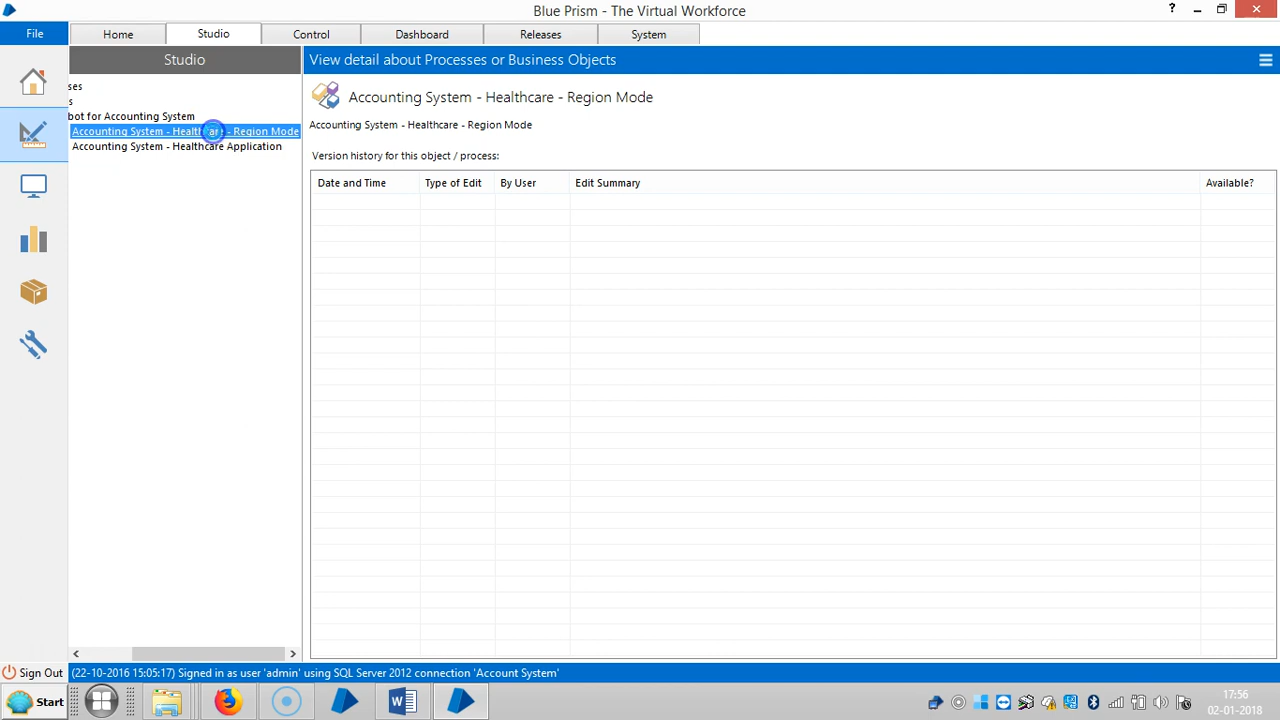 Blue Prism - The Virtual Workforce
?
File
Home
Studio
Control
Dashboard
Releases
System
Studio
View detail about Processes or Business Objects
ses
s
bot for Accounting System
Accounting System - Healthcare - Region Mode
Accounting System - Healthcare Application
Accounting System - Healthcare - Region Mode
Accounting System - Healthcare - Region Mode
Version history for this object / process:
Date and Time
Type of Edit
By User
Edit Summary
Available?
Sign Out
(22-10-2016 15:05:17) Signed in as user 'admin' using SQL Server 2012 connection 'Account System'
Start
17:56
02-01-2018